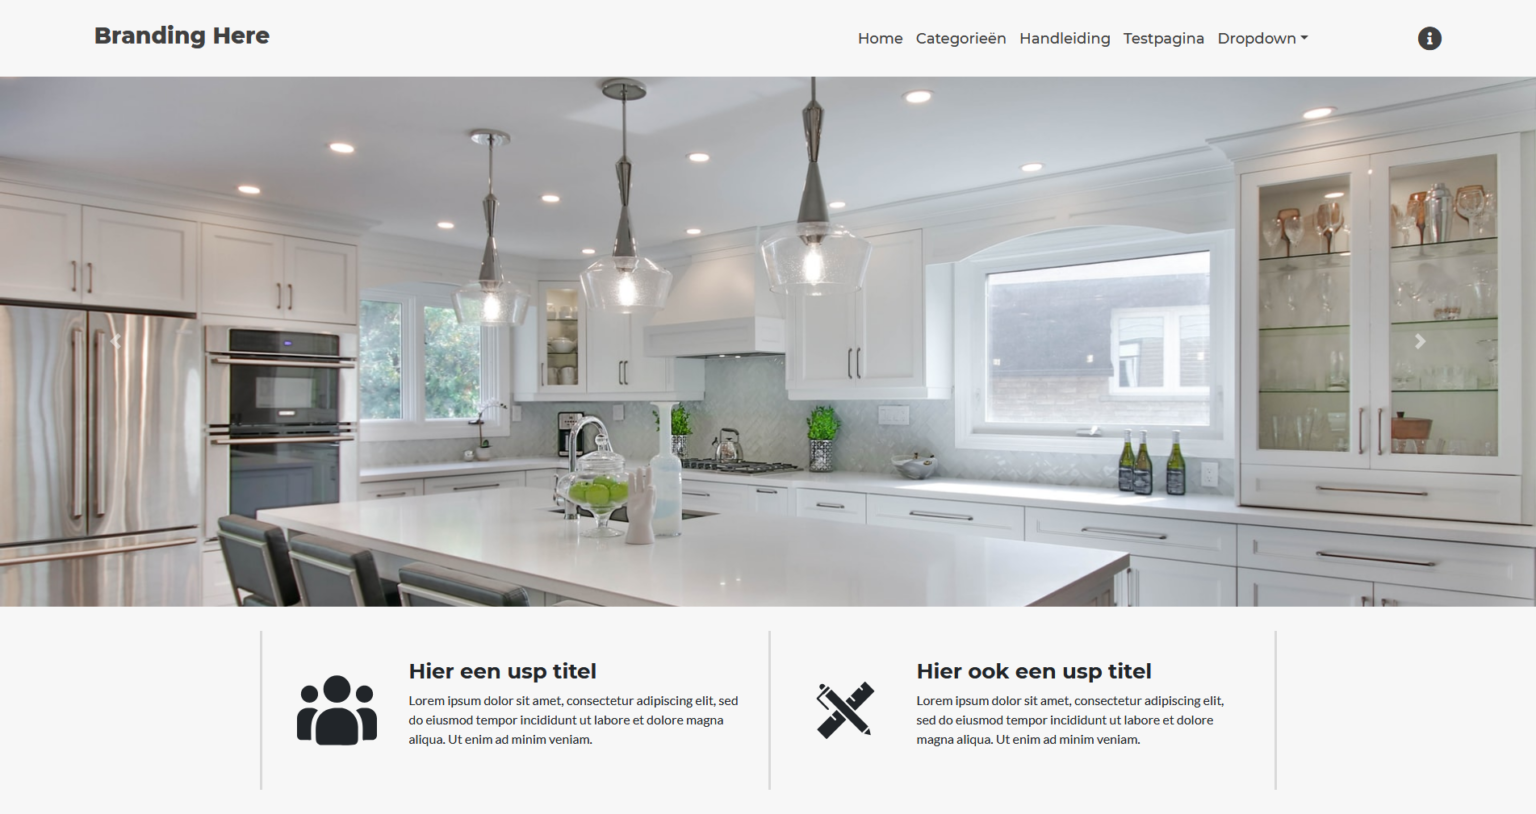 Branding Here
Home Categorieën Handleiding Testpagina Dropdown
Hier een usp titel
Lorem ipsum dolor sit amet, consectetur adipiscing elit, sed
do eiusmod tempor incididunt ut labore et dolore magna
aliqua. Ut enim ad minim veniam.
Hier ook een usp titel
Lorem ipsum dolor sit amet, consectetur adipiscing elit,
sed do eiusmod tempor incididunt ut labore et dolore
magna aliqua. Ut enim ad minim veniam.